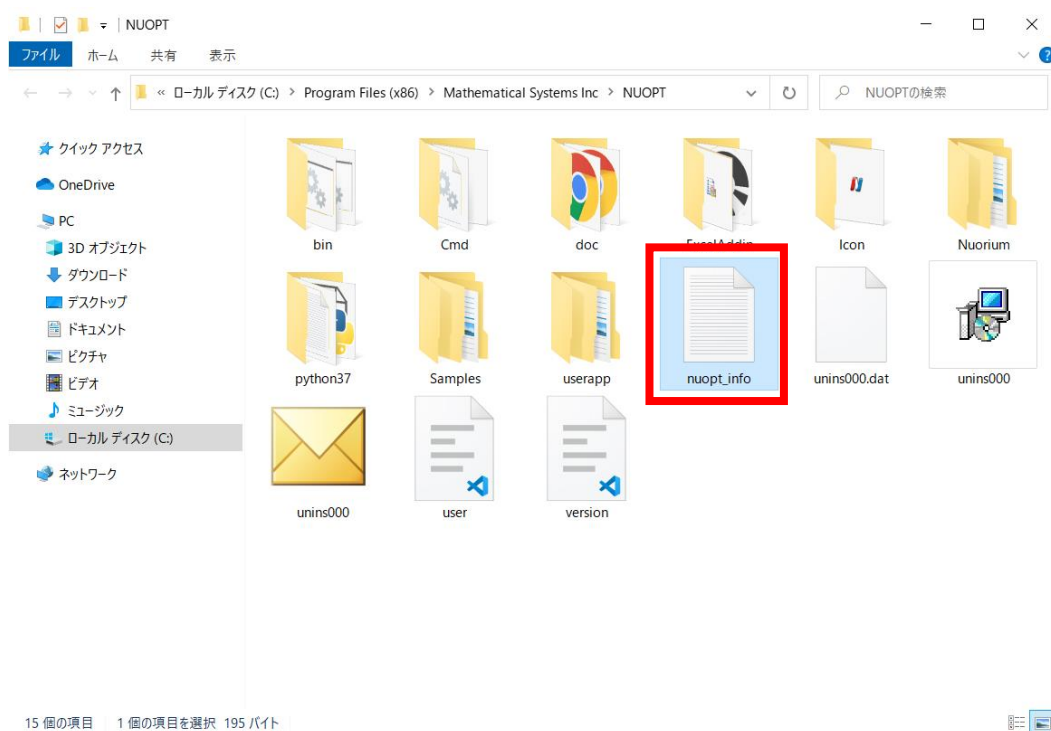 NUOPT
ファイル ホーム 共有 表示
« ローカル ディスク (C:) > Program Files (x86) > Mathematical Systems Inc > NUOPT
NUOPTの検索
クイック アクセス
OneDrive
PC
3D オブジェクト
ダウンロード
デスクトップ
ドキュメント
ピクチャ
ビデオ
ミュージック
ローカル ディスク (C:)
ネットワーク
bin Cmd doc ExcelAddin Icon Nuorium
python37 Samples userapp nuopt_info unins000.dat unins000
unins000 user version
15 個の項目 1 個の項目を選択 195 バイト